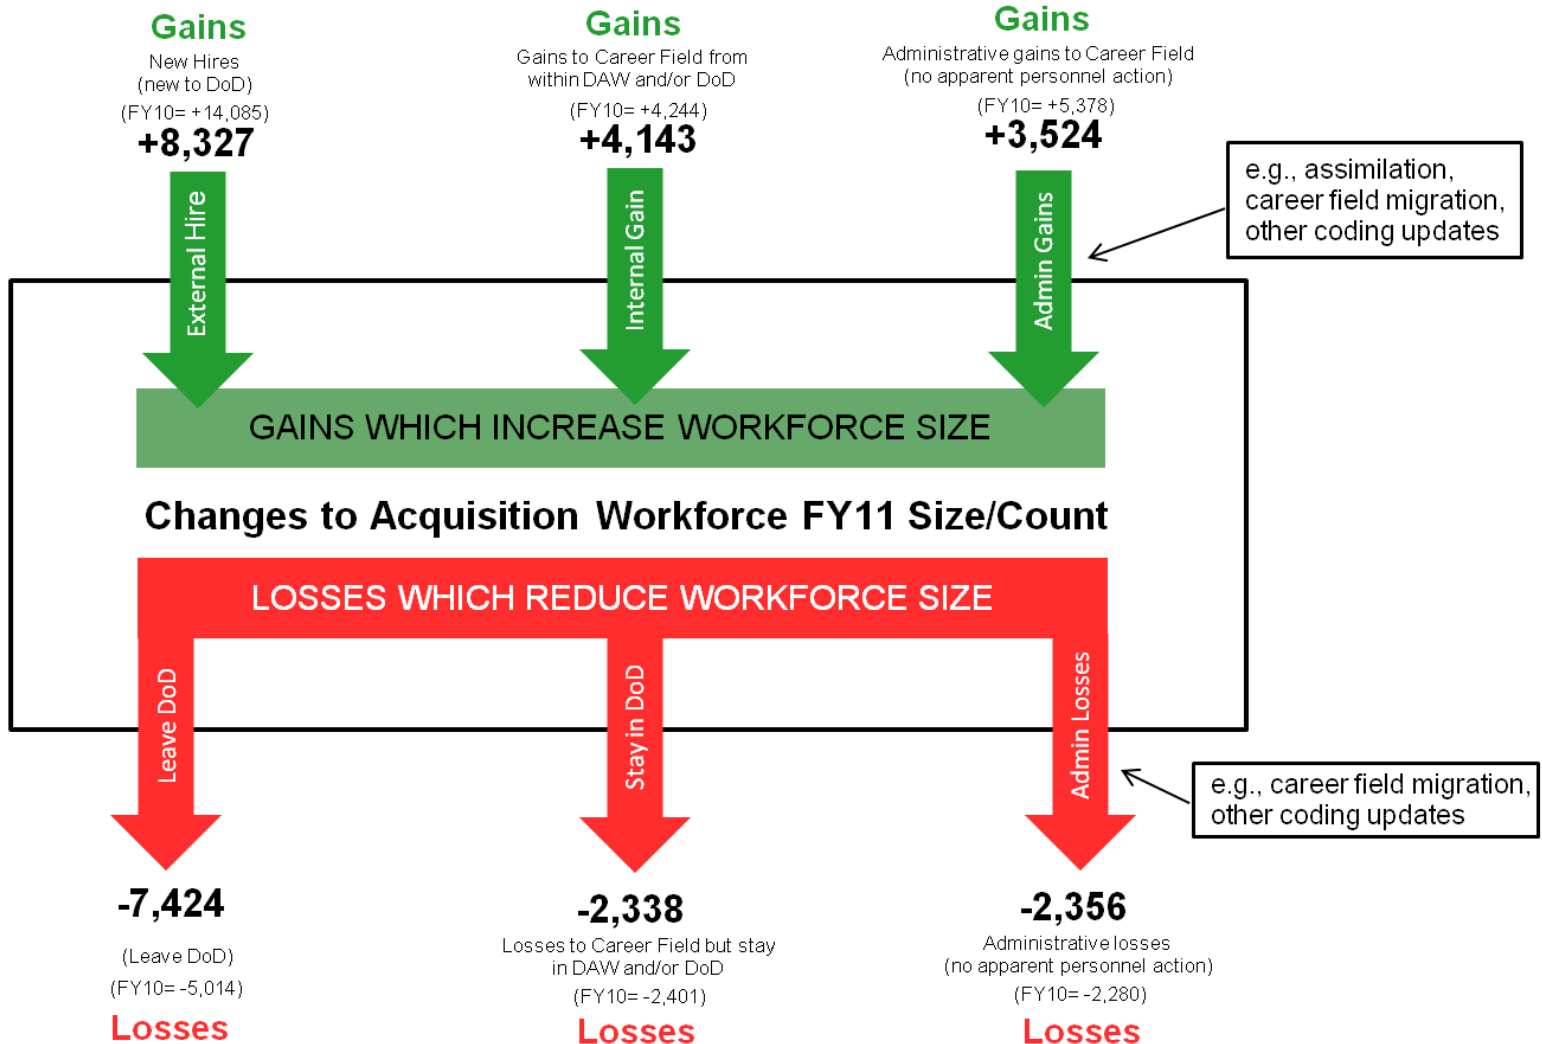 Gains
New Hires
(new to DoD)
(FY10= +14,085)
+8,327
Gains
Gains to Career Field from
within DAW and/or DoD
(FY10= +4,244)
+4,143
Gains
Administrative gains to Career Field
(no apparent personnel action)
(FY10= +5,378)
+3,524
e.g., assimilation,
career field migration,
other coding updates
External Hire
Internal Gain
Admin Gains
GAINS WHICH INCREASE WORKFORCE SIZE
Changes to Acquisition Workforce FY11 Size/Count
LOSSES WHICH REDUCE WORKFORCE SIZE
Leave DoD
Stay in DoD
Admin Losses
e.g., career field migration,
other coding updates
-7,424
(Leave DoD)
(FY10= -5,014)
Losses
-2,338
Losses to Career Field but stay
in DAW and/or DoD
(FY10= -2,401)
Losses
-2,356
Administrative losses
(no apparent personnel action)
(FY10= -2,280)
Losses